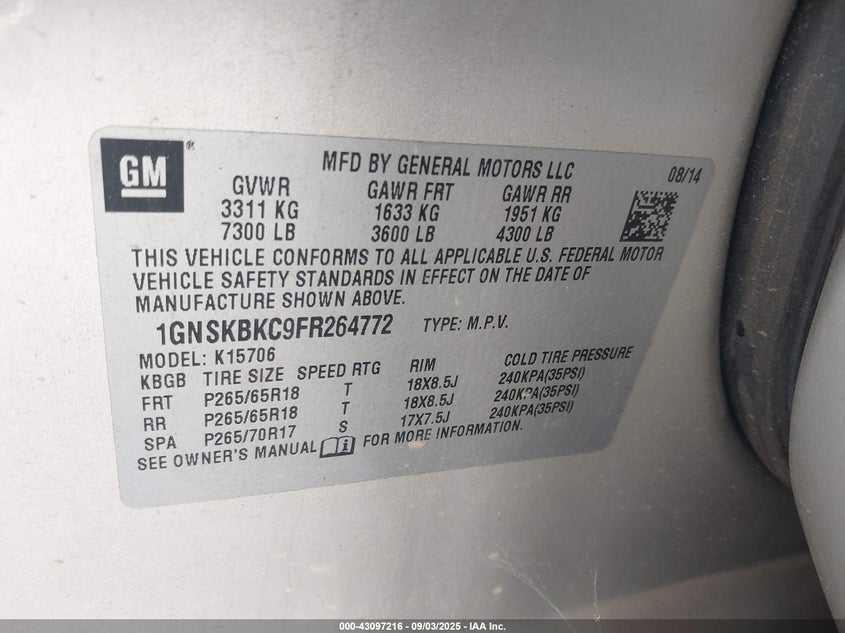 GM®
MFD BY GENERAL MOTORS LLC 08/14
GVWR GAWR FRT GAWR RR
3311 KG 1633 KG 1951 KG
7300 LB 3600 LB 4300 LB
THIS VEHICLE CONFORMS TO ALL APPLICABLE U.S. FEDERAL MOTOR
VEHICLE SAFETY STANDARDS IN EFFECT ON THE DATE OF
MANUFACTURE SHOWN ABOVE.
1GNSKBKC9FR264772 TYPE: M.P.V.
MODEL: K15706
KBGB TIRE SIZE SPEED RTG RIM COLD TIRE PRESSURE
FRT P265/65R18 T 18X8.5J 240KPA(35PSI)
RR P265/65R18 T 18X8.5J 240KPA(35PSI)
SPA P265/70R17 S 17X7.5J 240KPA(35PSI)
SEE OWNER'S MANUAL FOR MORE INFORMATION.
000-43097216 - 09/03/2025 - IAA Inc.